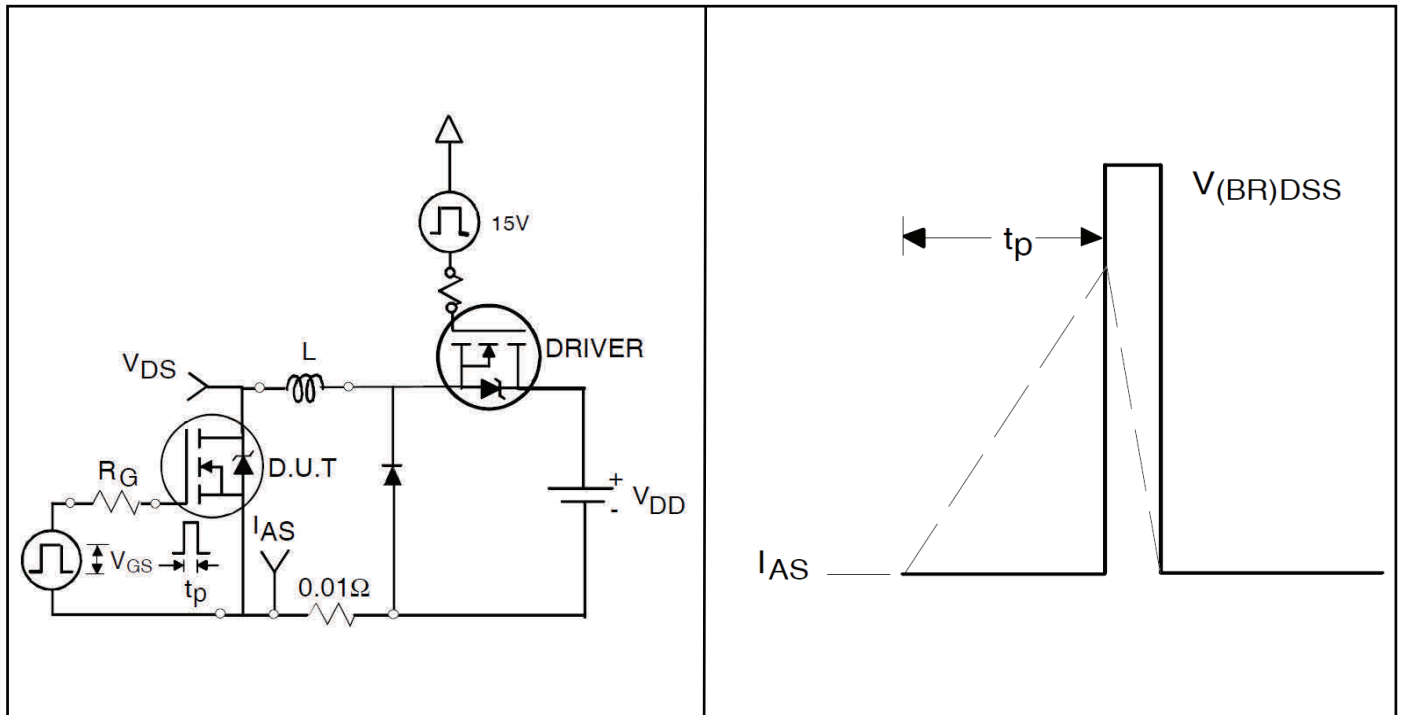 15V
DRIVER
L
VDS
D.U.T
RG
VDD
+
-
IAS
VGS
tp
0.01Ω
V(BR)DSS
tp
IAS